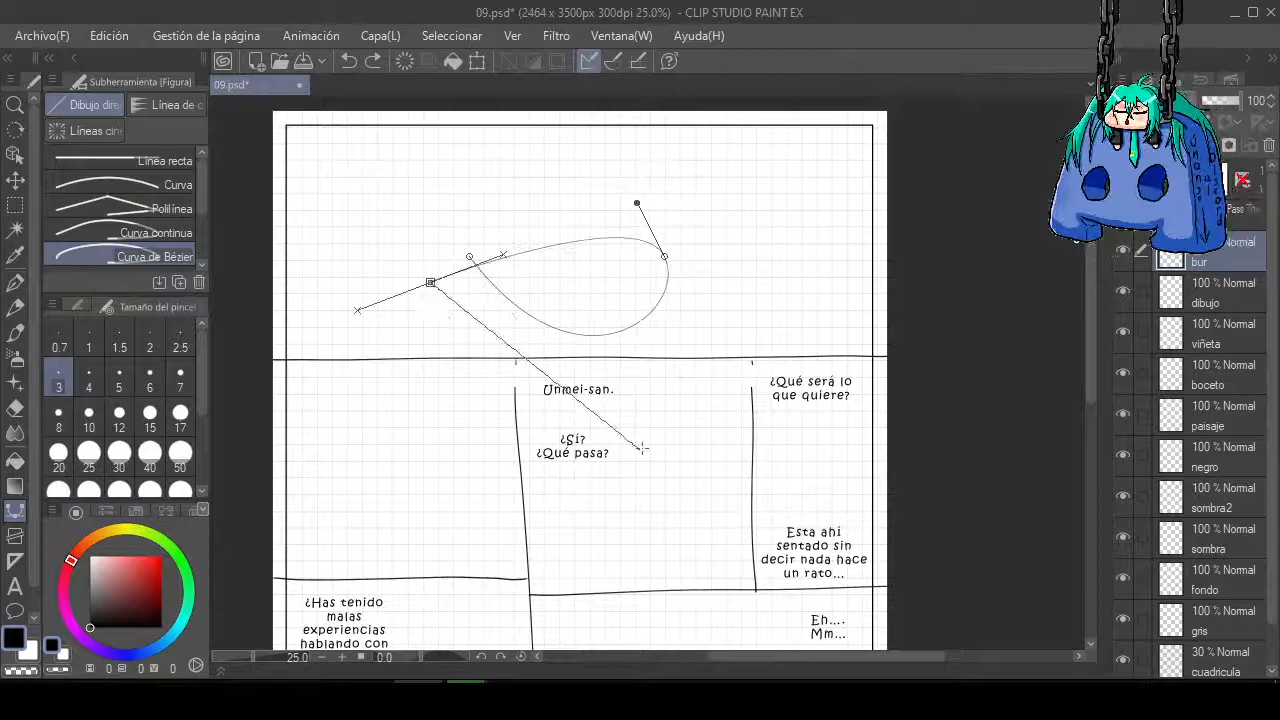 09.psd* (2464 x 3500px 300dpi 25.0%) - CLIP STUDIO PAINT EX
Archivo(F) Edición Gestión de la página Animación Capa(L) Seleccionar Ver Filtro Ventana(W) Ayuda(H)
Subherramienta [Figura]
09.psd*
Dibujo dire
Línea de c
Líneas cine
Línea recta
Curva
Polilínea
Curva continua
Curva de Bézier
Tamaño del pincel
0.7 1 1.5 2 2.5
3 4 5 6 7
8 10 12 15 17
20 25 30 40 50
0 0 0
Unmei-san.
¿Sí?
¿Qué pasa?
¿Qué será lo
que quiere?
Esta ahí
sentado sin
decir nada hace
un rato...
¿Has tenido
malas
experiencias
hablando con
Eh....
Mm...
25.0 0.0
100
Pass
Normal
bur
100 % Normal
dibujo
100 % Normal
viñeta
100 % Normal
boceto
100 % Normal
paisaje
100 % Normal
negro
100 % Normal
sombra2
100 % Normal
sombra
100 % Normal
fondo
100 % Normal
gris
30 % Normal
cuadricula